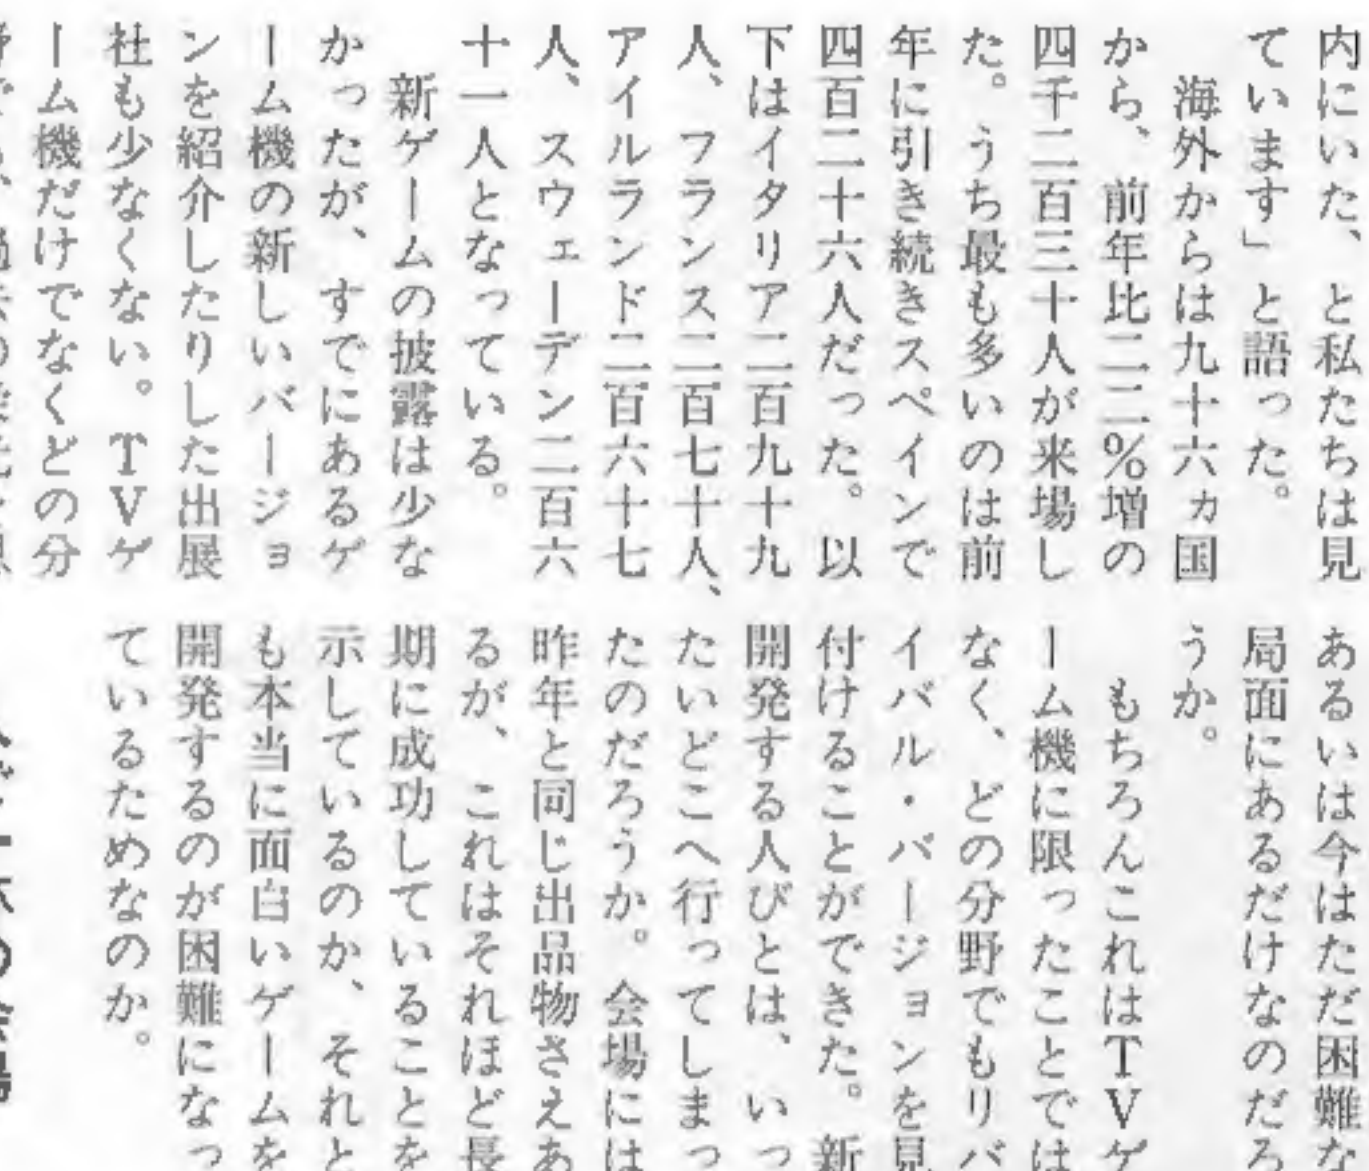 内にいた、と私たちは見
ています」と語った。
海外からは九十六ヵ国
から、前年比二二％増の
四千二百三十人が来場し
た。うち最も多いのは前
年に引き続きスペインで
四百二十六人だった。以
下はイタリア二百九十九
人、フランス二百七十人、
アイルランド二百六十七
人、スウェーデン二百六
十一人となっている。
新ゲームの披露は少な
かったが、すでにあるゲ
ーム機の新しいバージョ
ンを紹介したりした出展
社も少なくない。ＴＶゲ
ーム機だけでなくどの分
あるいは今はただ困難な
局面にあるだけなのだろ
うか。
もちろんこれはＴＶゲ
ーム機に限ったことでは
なく、どの分野でもリバ
イバル・バージョンを見
付けることができた。新
開発する人びとは、いっ
たいどこへ行ってしまっ
たのだろうか。会場には
昨年と同じ出品物さえあ
るが、これはそれほど長
期に成功していることを
示しているのか、それと
も本当に面白いゲームを
開発するのが困難になっ
ているためなのか。